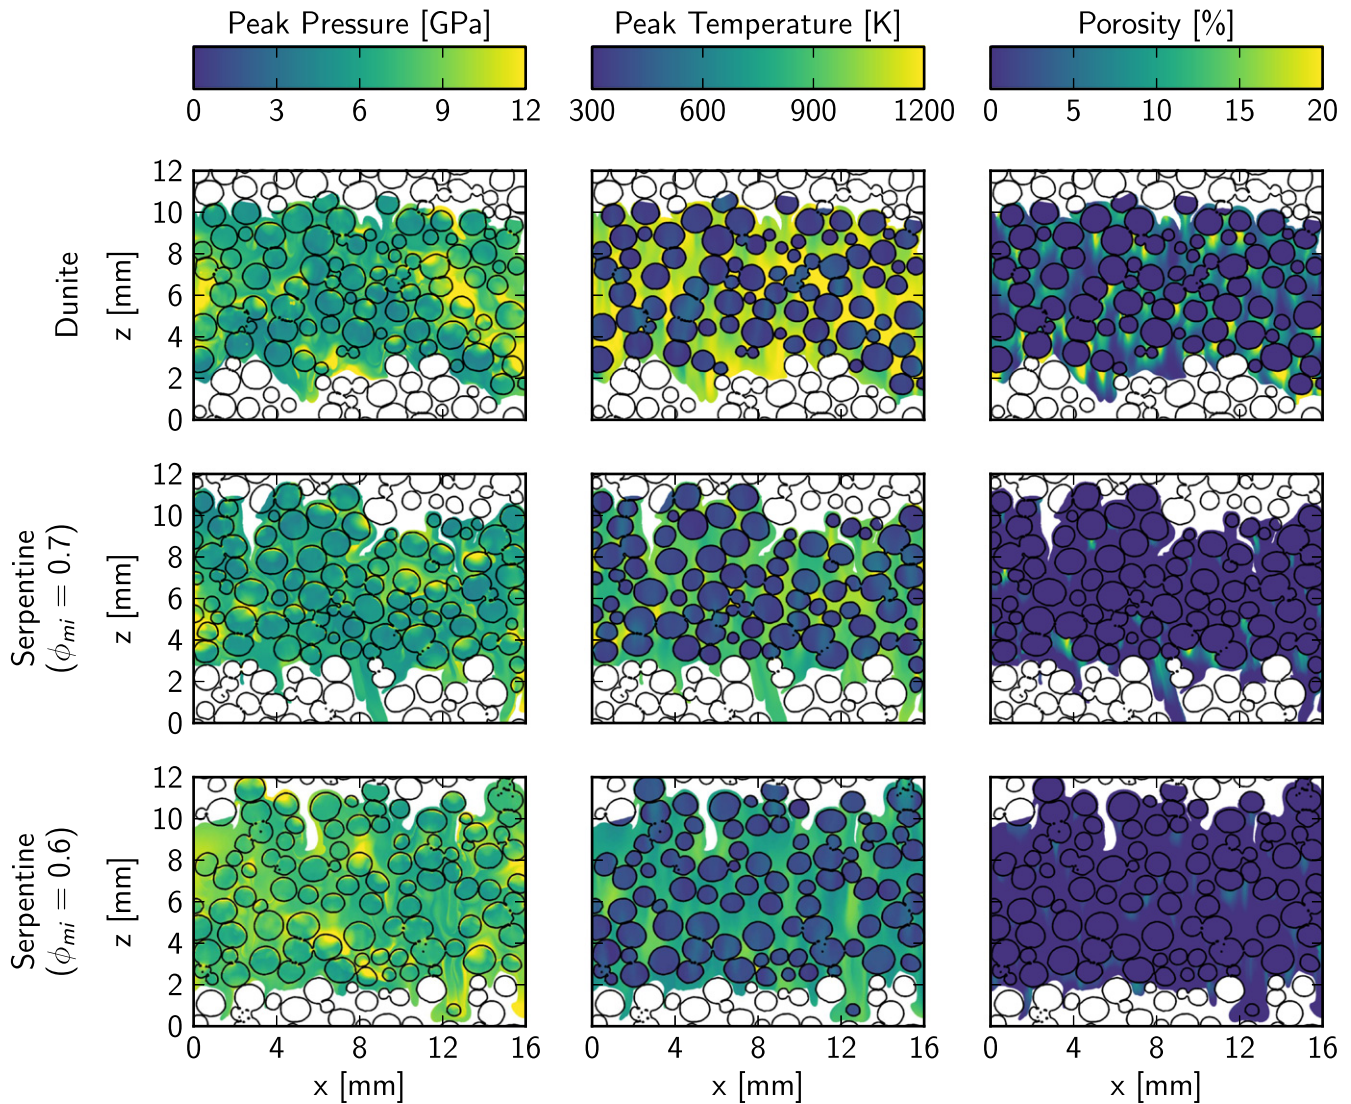 Peak Pressure [GPa] Peak Temperature [K] Porosity [%]
0 3 6 9 12 300 600 900 1200 0 5 10 15 20
Dunite
z [mm]
12
10
8
6
4
2
0
Serpentine
(ϕmi = 0.7)
z [mm]
12
10
8
6
4
2
0
Serpentine
(ϕmi = 0.6)
z [mm]
12
10
8
6
4
2
0
0 4 8 12 16 0 4 8 12 16 0 4 8 12 16
x [mm] x [mm] x [mm]